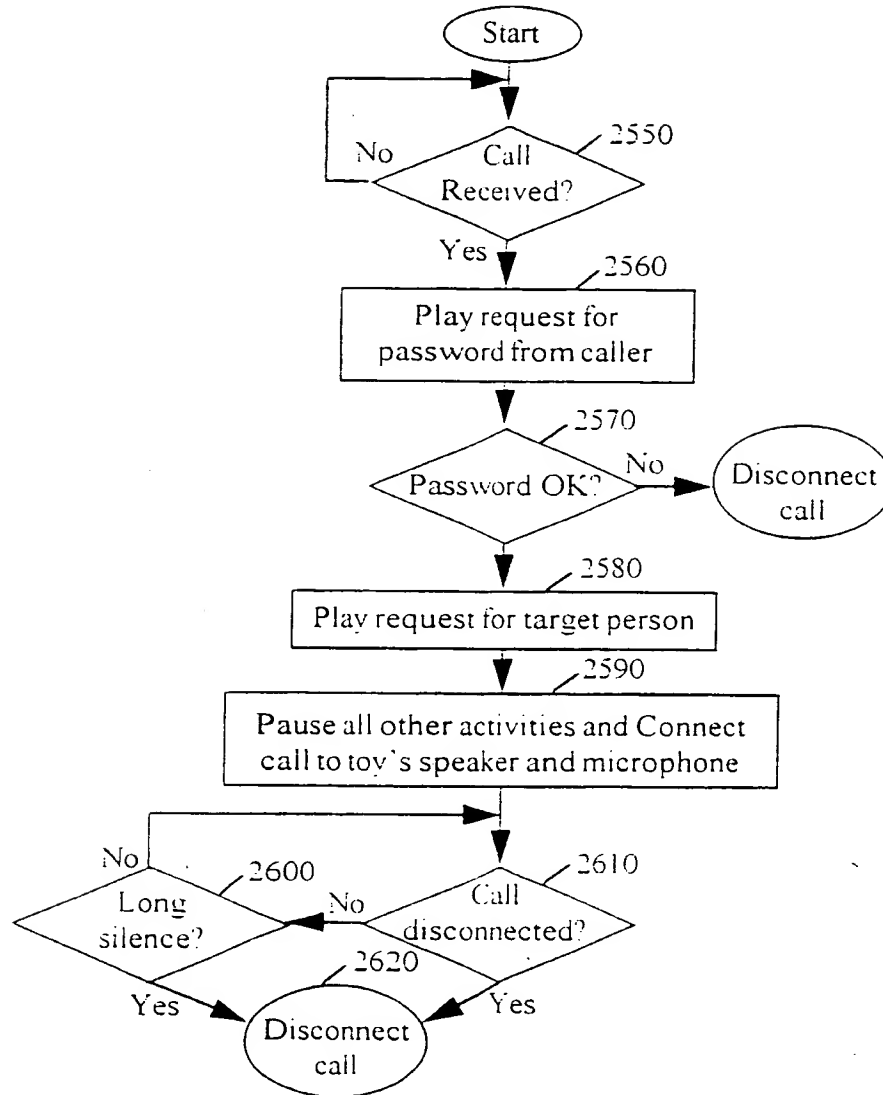 Start
2550
No
Call
Received?
Yes
2560
Play request for
password from caller
2570
Password OK?
No
Disconnect
call
2580
Play request for target person
2590
Pause all other activities and Connect
call to toy's speaker and microphone
No
2600
2610
Long
silence?
No
Call
disconnected?
Yes
2620
Yes
Disconnect
call